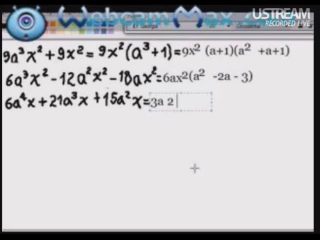 USTREAM
RECORDED LIVE
9a³x²+9x²=9x²(a³+1)=9x² (a+1)(a² +a+1)
6a³x²-12a²x²-18ax²=6ax²(a² -2a - 3)
6a⁴x+21a³x+15a²x=3a 2